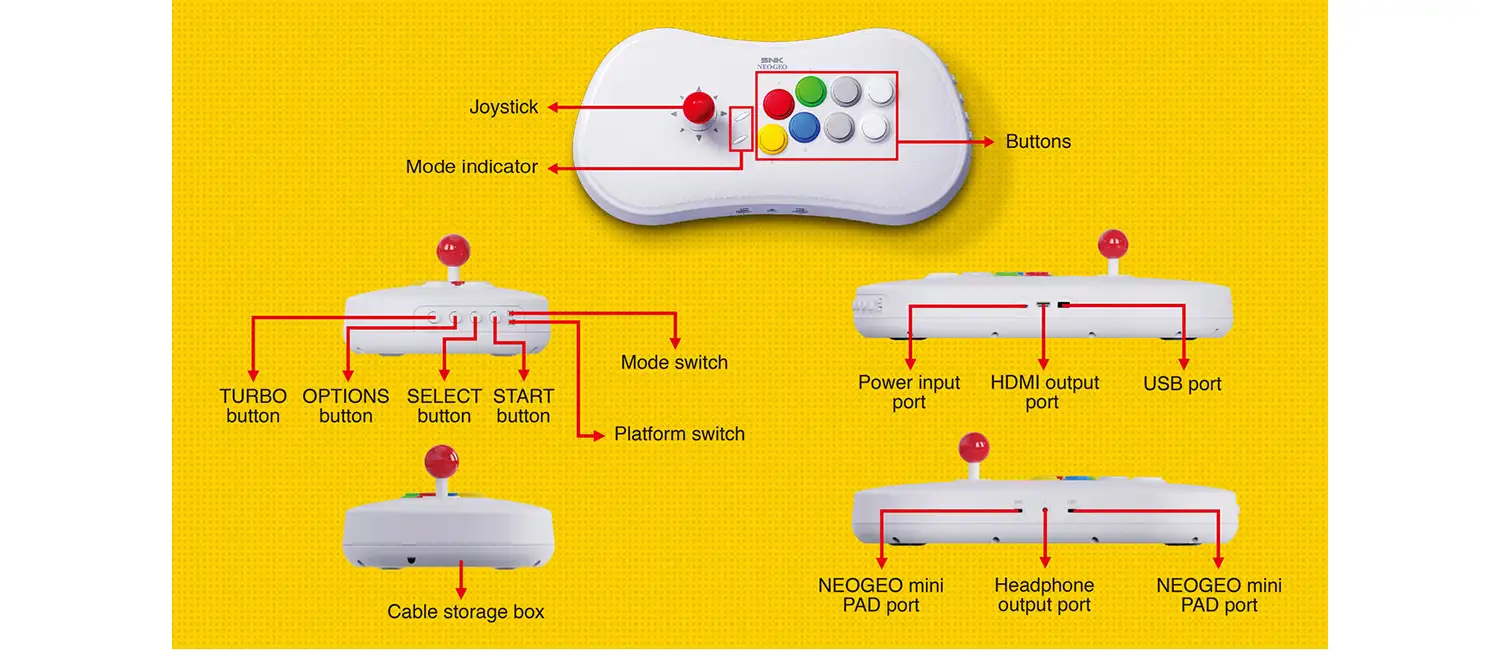 SNK
NEOGEO
Joystick
Mode indicator
Buttons
Mode switch
TURBO
button
OPTIONS
button
SELECT
button
START
button
Platform switch
Power input
port
HDMI output
port
USB port
Cable storage box
NEOGEO mini
PAD port
Headphone
output port
NEOGEO mini
PAD port